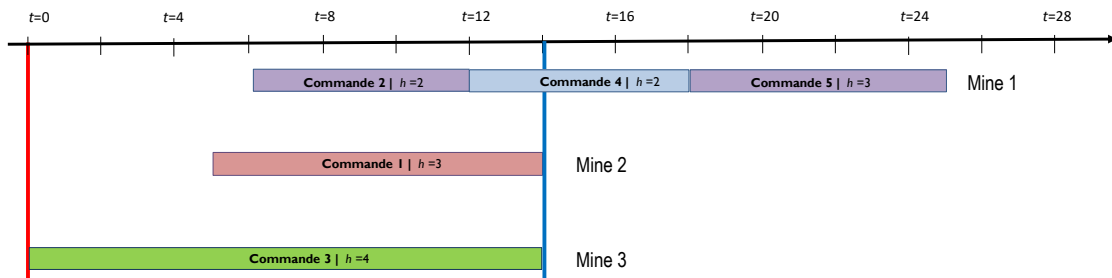 t=0 t=4 t=8 t=12 t=16 t=20 t=24 t=28
Commande 2 | h =2 Commande 4 | h =2 Commande 5 | h =3 Mine 1
Commande 1 | h =3 Mine 2
Commande 3 | h =4 Mine 3